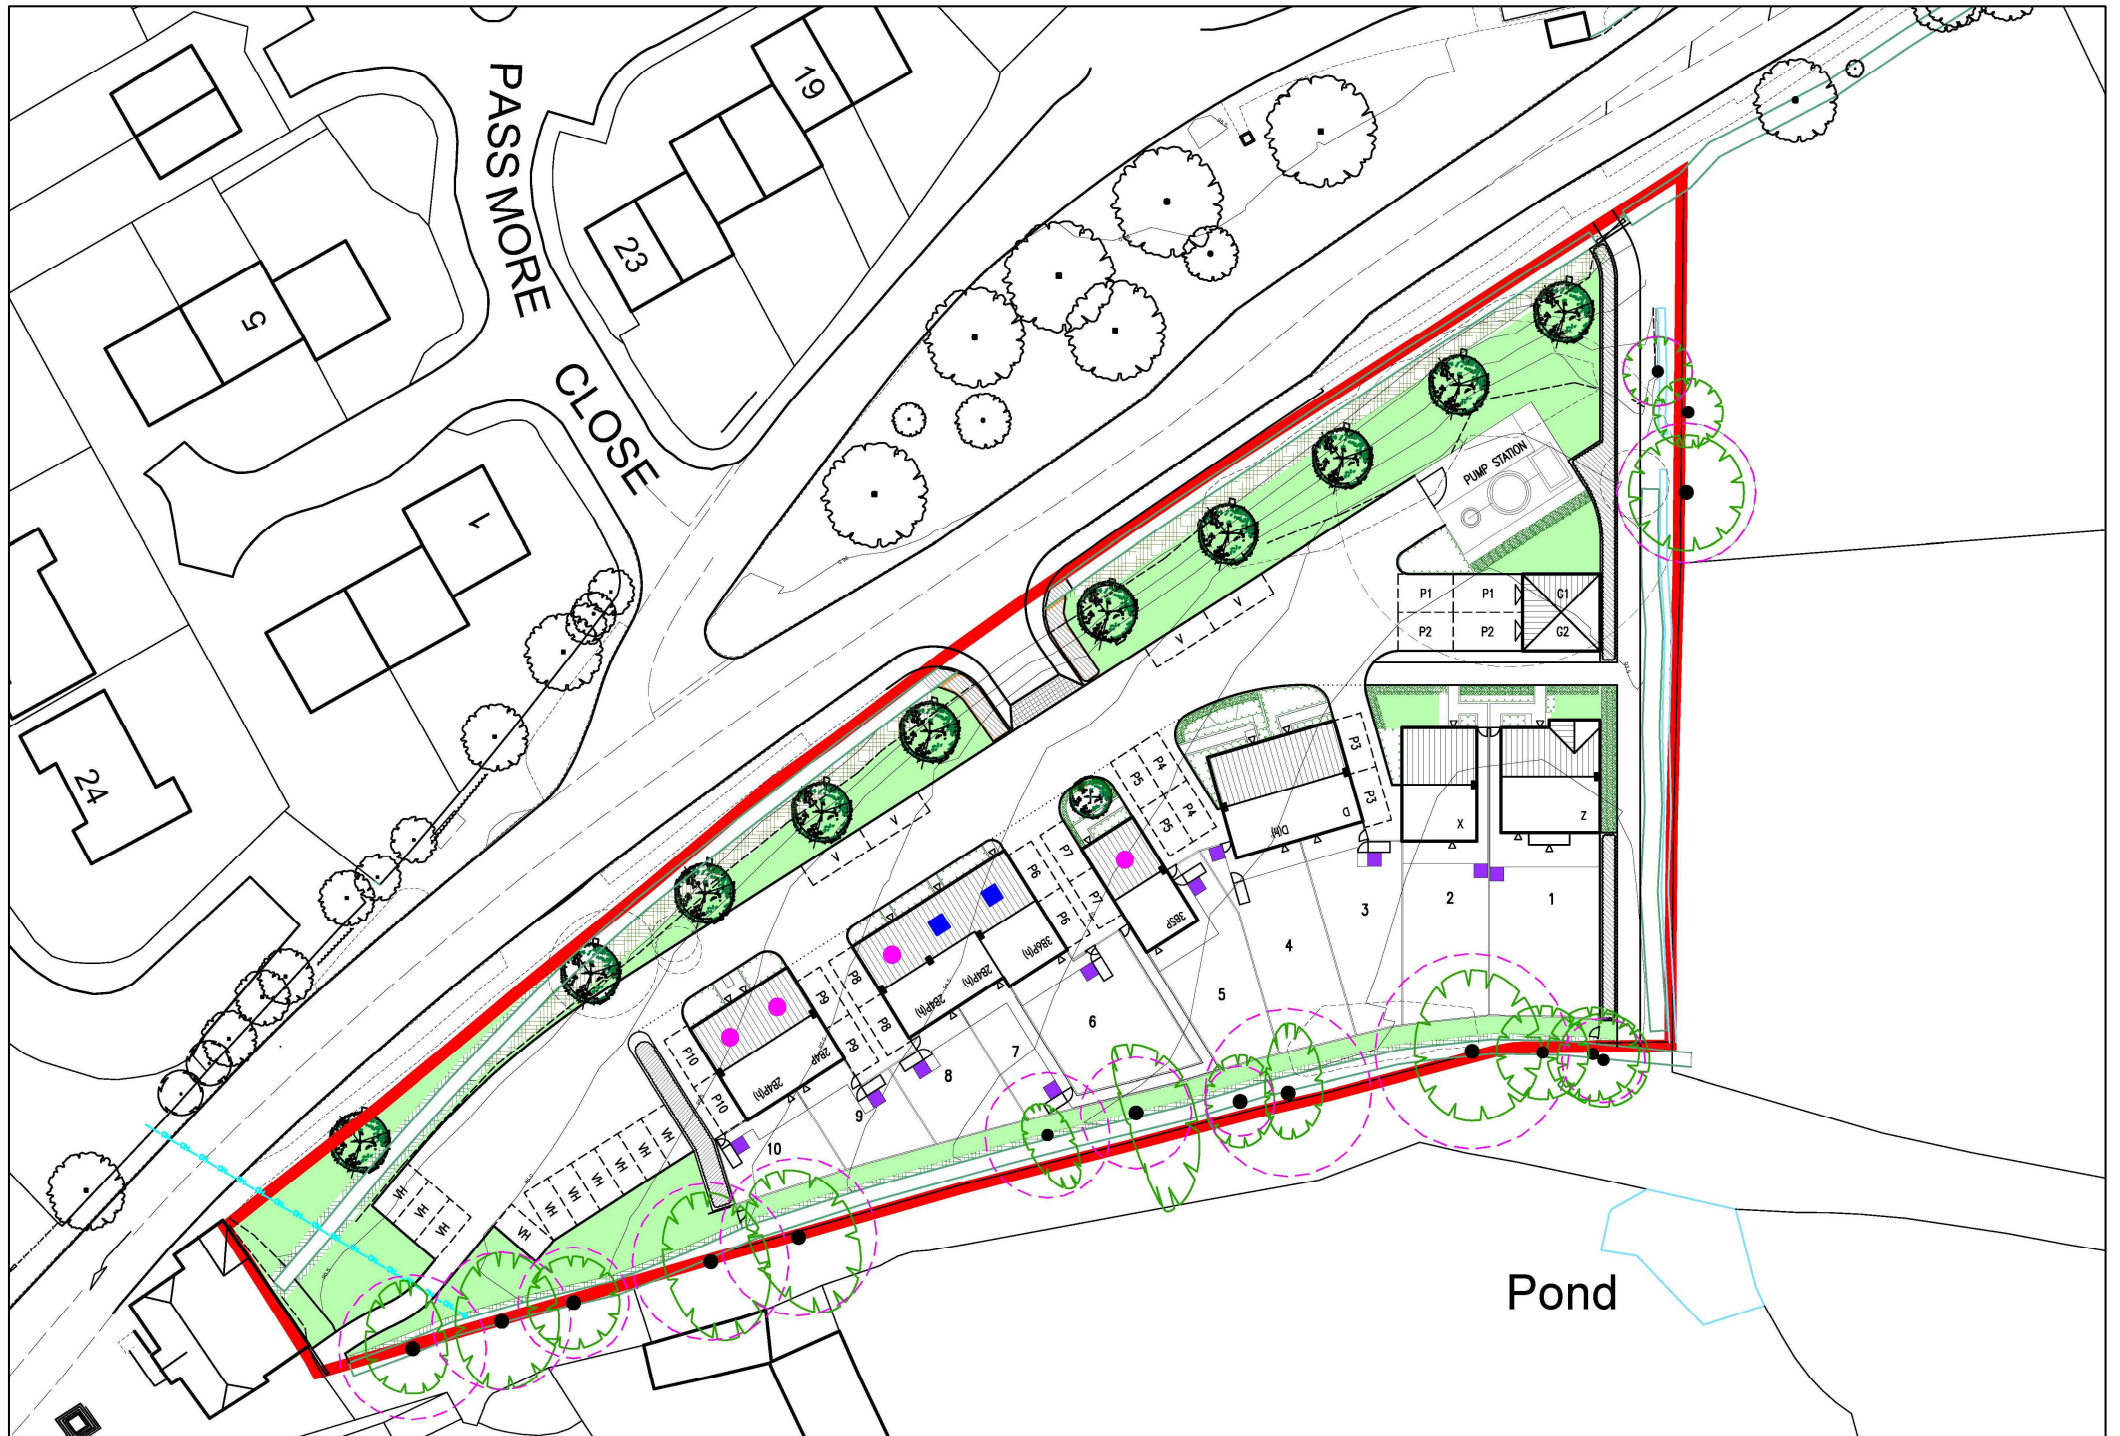 PASSMORE
CLOSE
19
23
5
1
24
PUMP STATION
P1
P1
G1
P2
P2
G2
V
V
P3
P3
P4
P5
P4
P5
D(h)
D
X
Z
P7
P7
3B5P
P6
P6
3B6P(h)
2B4P(h)
2B4P(h)
P8
P8
P9
P9
2B4P
2B4P(h)
P10
P10
1
2
3
4
5
6
7
8
9
10
VH
VH
VH
VH
VH
VH
VH
VH
VH
Pond